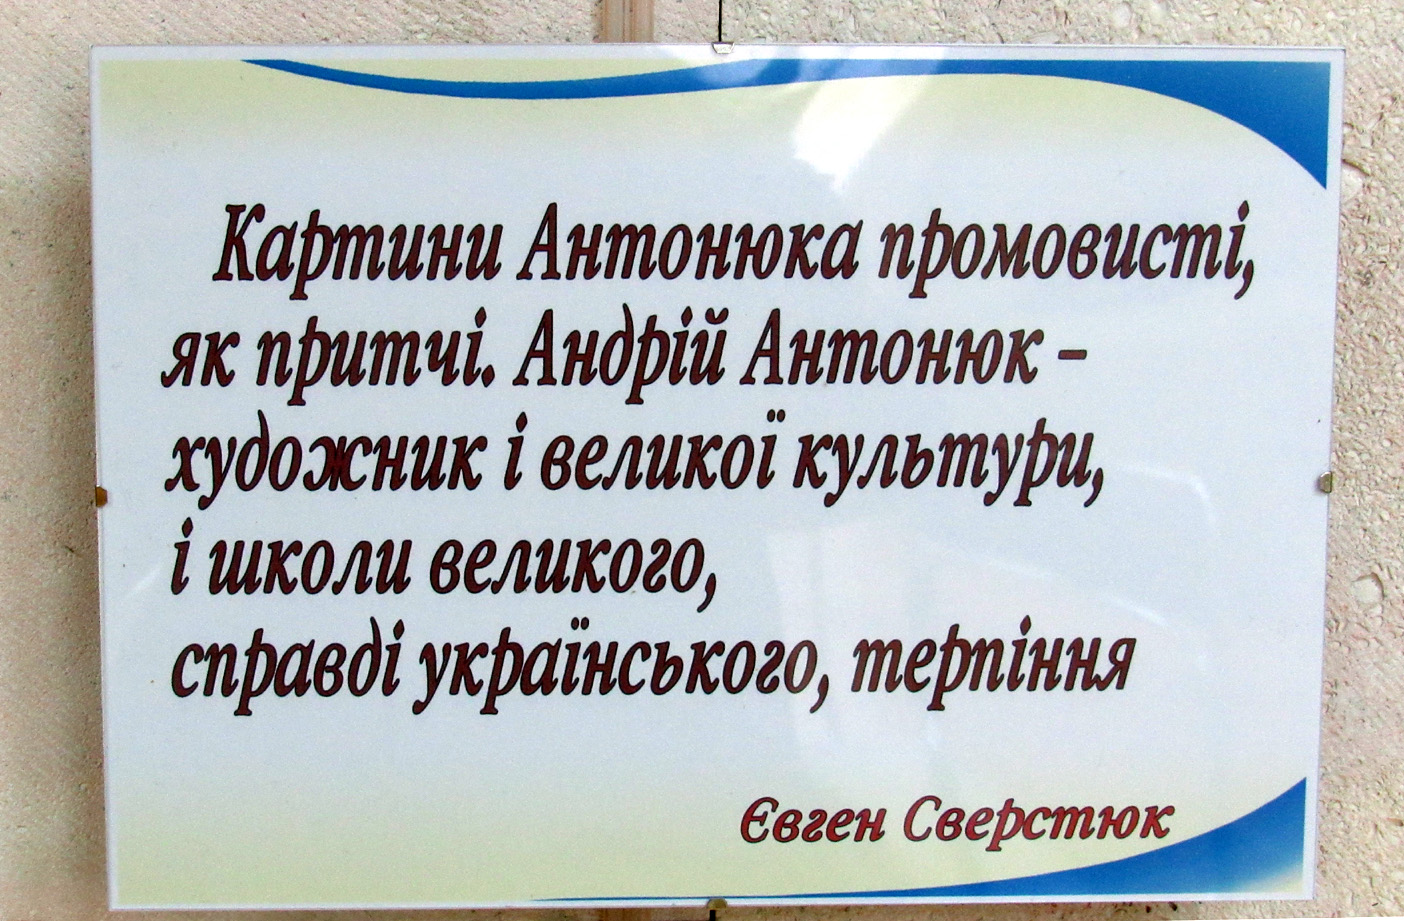 Картини Антонюка промовисті,
як притчі. Андрій Антонюк –
художник і великої культури,
і школи великого,
справді українського, терпіння
Євген Сверстюк